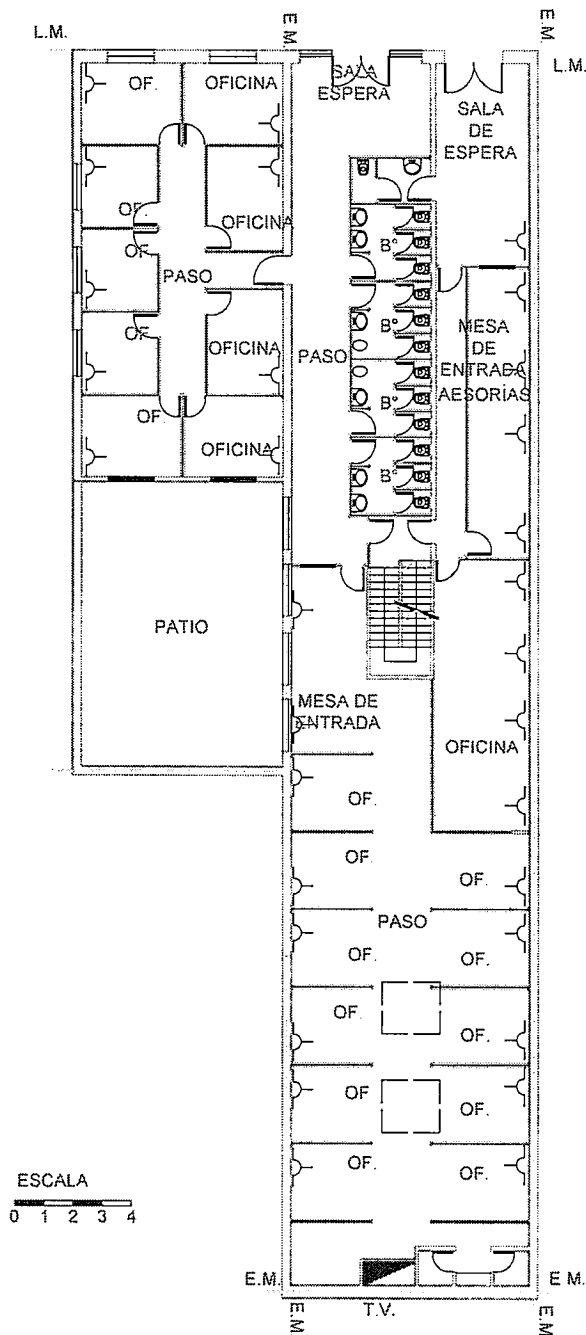 E.M.
E.M.
L.M.
L.M.
OF.
OFICINA
SALA
ESPERA
SALA
DE
ESPERA
OF.
OFICINA
B°
OF.
PASO
B°
MESA
DE
ENTRADA
AESORÍAS
PASO
OF.
OFICINA
B°
OF.
OFICINA
B°
PATIO
MESA DE
ENTRADA
OFICINA
OF.
OF.
OF.
PASO
OF.
OF.
OF.
OF.
OF.
OF.
OF.
OF.
ESCALA
0 1 2 3 4
E.M.
E M.
E.M.
T.V.
E.M.